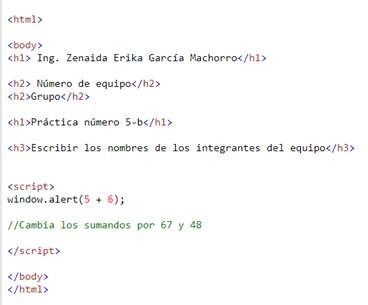 <html>
<body>
<h1> Ing. Zenaida Erika García Machorro</h1>
<h2> Número de equipo</h2>
<h2>Grupo</h2>
<h1>Práctica número 5-b</h1>
<h3>Escribir los nombres de los integrantes del equipo</h3>
<script>
window.alert(5 + 6);
//Cambia los sumandos por 67 y 48
</script>
</body>
</html>